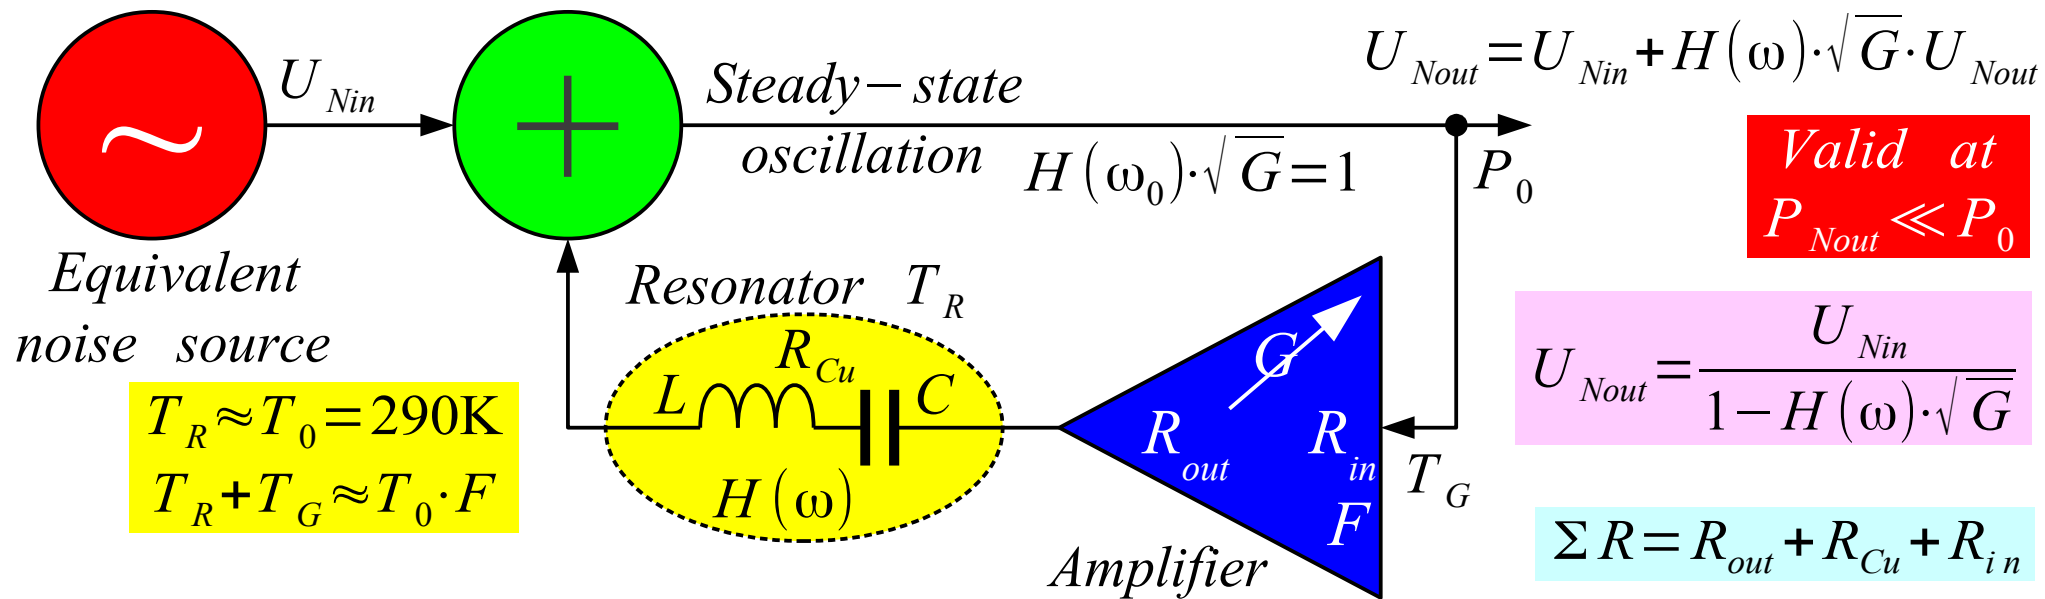 U_Nin
Steady-state
oscillation
H(ω₀)·√G=1
U_Nout=U_Nin+H(ω)·√G·U_Nout
P₀
Valid at
P_Nout≪P₀
~
+
Equivalent
noise source
T_R≈T₀=290K
T_R+T_G≈T₀·F
Resonator T_R
R_Cu
L
C
H(ω)
G
R_out
R_in
F
Amplifier
T_G
U_Nout=U_Nin/(1−H(ω)·√G)
ΣR=R_out+R_Cu+R_in